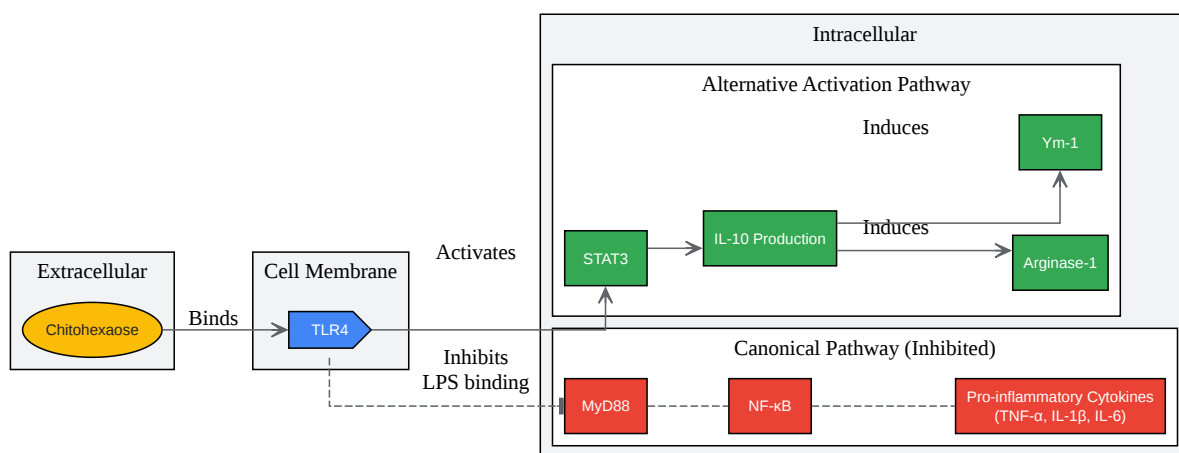 Intracellular
Alternative Activation Pathway
Induces
Ym-1
STAT3
IL-10 Production
Induces
Arginase-1
Activates
Extracellular
Chitohexaose
Binds
Cell Membrane
TLR4
Inhibits
LPS binding
Canonical Pathway (Inhibited)
MyD88
NF-κB
Pro-inflammatory Cytokines
(TNF-α, IL-1β, IL-6)